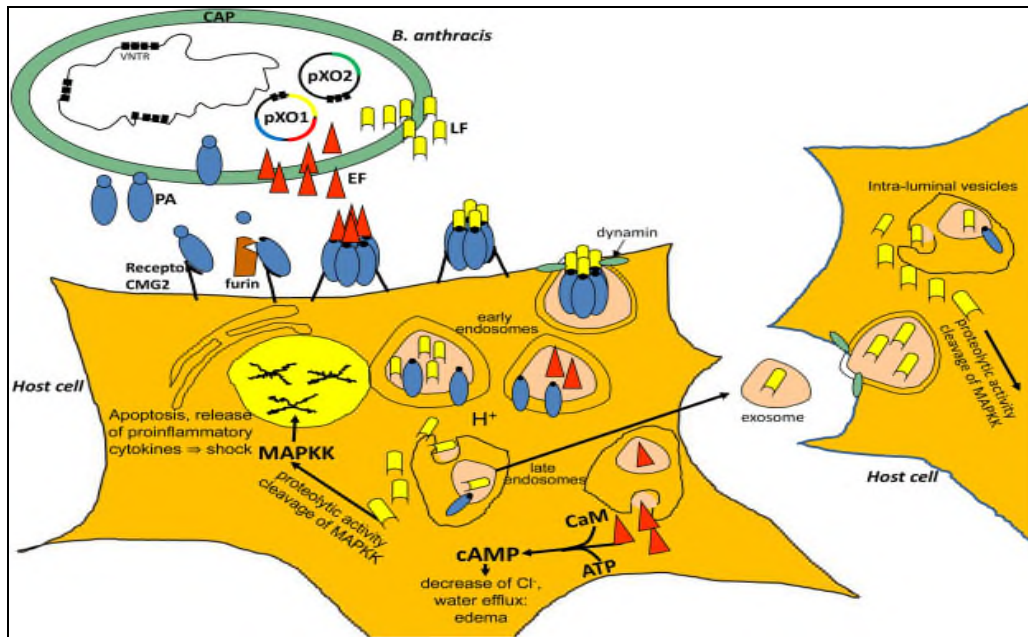 CAP
B. anthracis
VNTR
pXO2
pXO1
LF
EF
PA
Intra-luminal vesicles
dynamin
Receptor
CMG2
furin
early
endosomes
proteolytic activity
cleavage of MAPKK
Host cell
H⁺
exosome
Apoptosis, release
of proinflammatory
cytokines ⇒ shock
MAPKK
late
endosomes
Host cell
proteolytic activity
cleavage of MAPKK
CaM
cAMP
ATP
decrease of Cl⁻,
water efflux:
edema